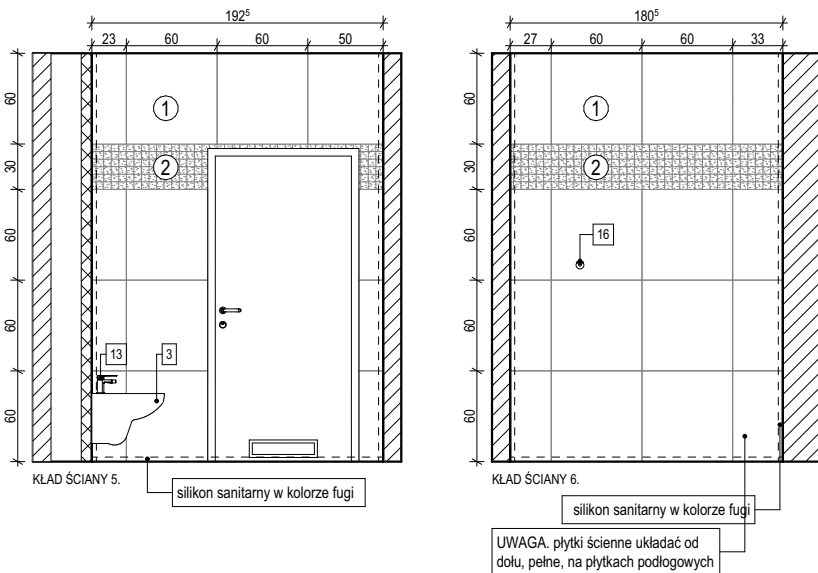 192⁵
23 60 60 50
60
30
60
60
60
1
2
13
3
KŁAD ŚCIANY 5.
silikon sanitarny w kolorze fugi
180⁵
27 60 60 33
60
30
60
60
60
1
2
16
KŁAD ŚCIANY 6.
silikon sanitarny w kolorze fugi
UWAGA. płytki ścienne układać od
dołu, pełne, na płytkach podłogowych